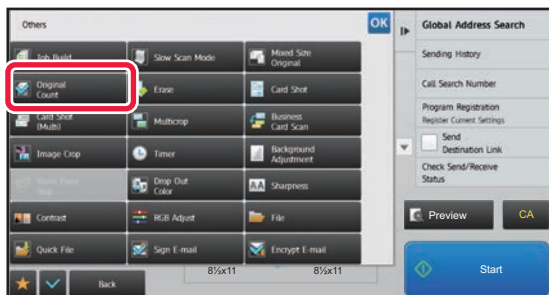 Others
OK
Job Build
Slow Scan Mode
Mixed Size
Original
Original
Count
Erase
Card Shot
Card Shot
(Multi)
Multicrop
Business
Card Scan
Image Crop
Timer
Background
Adjustment
Drop Out
Color
Sharpness
Contrast
RGB Adjust
File
Quick File
Sign E-mail
Encrypt E-mail
Back
8½x11
8½x11
Global Address Search
Sending History
Call Search Number
Program Registration
Register Current Settings
Send
Destination Link
Check Send/Receive
Status
Preview
CA
Start